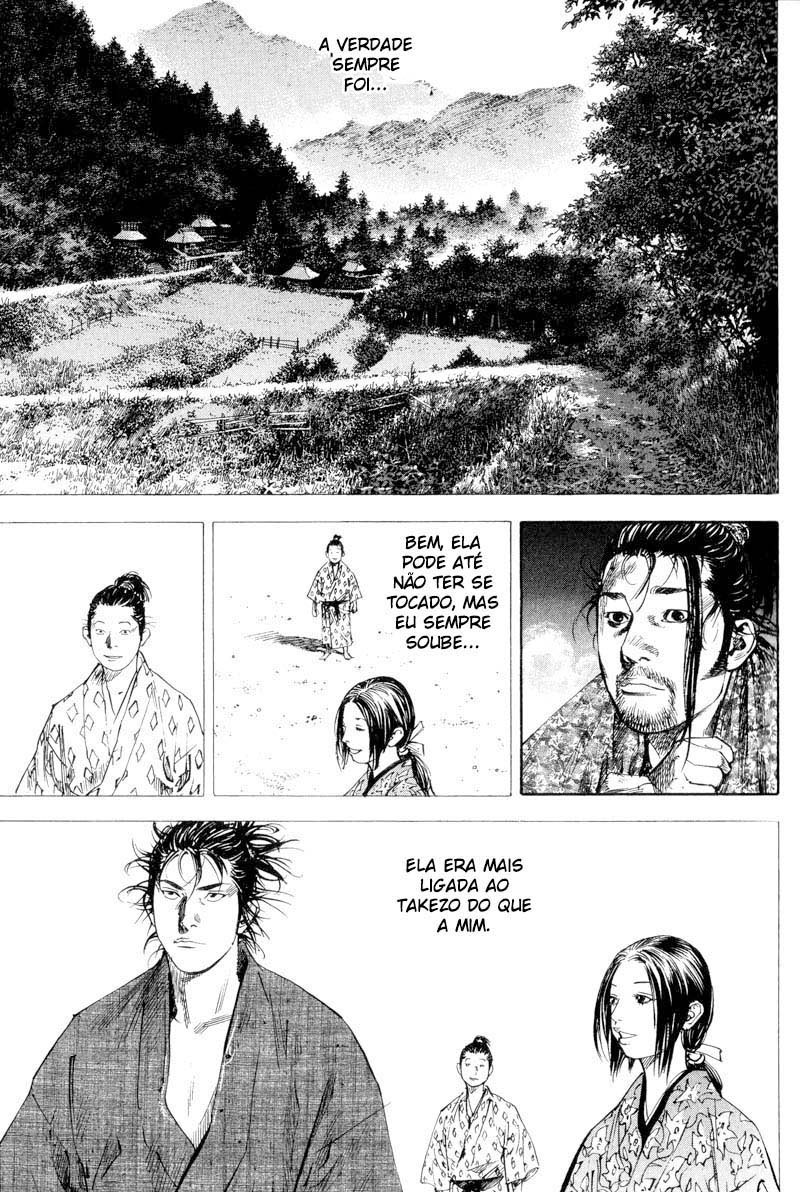 A VERDADE
SEMPRE
FOI...
BEM, ELA
PODE ATÉ
NÃO TER SE
TOCADO, MAS
EU SEMPRE
SOUBE...
ELA ERA MAIS
LIGADA AO
TAKEZO DO QUE
A MIM.